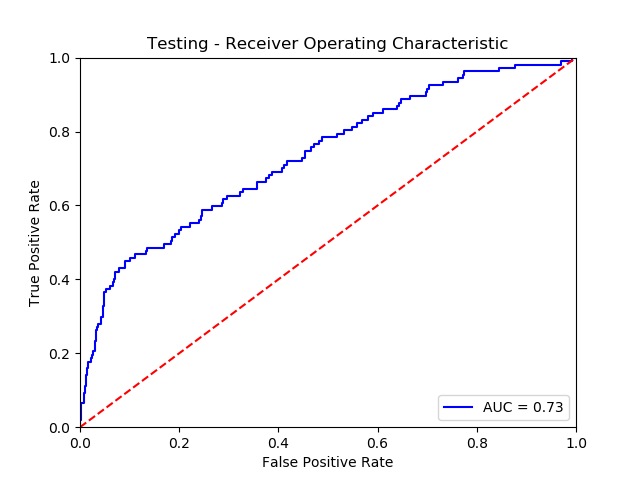 Testing - Receiver Operating Characteristic
1.0
0.8
0.6
0.4
0.2
0.0
True Positive Rate
AUC = 0.73
0.0 0.2 0.4 0.6 0.8 1.0
False Positive Rate